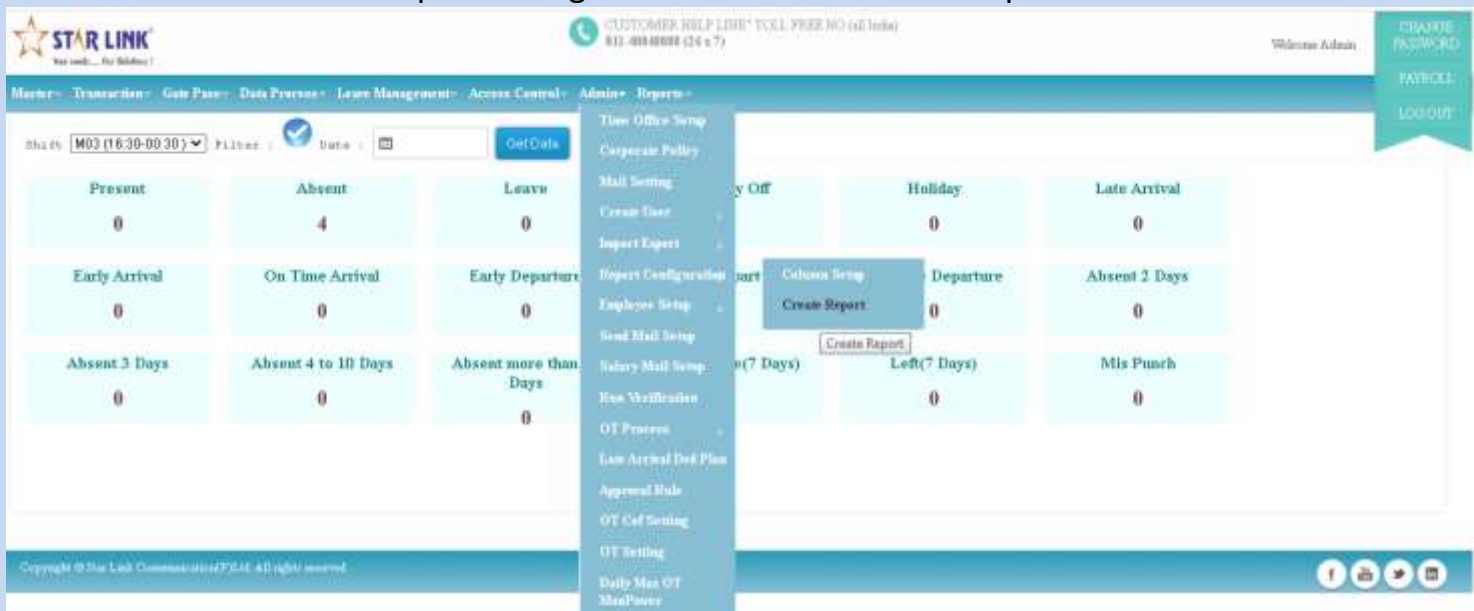 STAR LINK
CUSTOMER HELP LINE" TOLL FREE NO (all India)
(24 x 7)
Welcome Admin
CHANGE PASSWORD
PAYROLL
LOGOUT
Master Transaction Gate Pass Data Process Leave Management Access Control Admin Reports
Shift M03 (16:30-00:30) Filter : Date : Get Data
Present Absent Leave y Off Holiday Late Arrival
0 4 0 0 0
Early Arrival On Time Arrival Early Departure part Departure Absent 2 Days
0 0 0 0 0
Absent 3 Days Absent 4 to 10 Days Absent more than Days (7 Days) Left(7 Days) Mis Punch
0 0 0 0 0
Time Office Setup
Corporate Policy
Mail Setting
Create User
Import Export
Report Configuration
Employee Setup
Send Mail Setup
Salary Mail Setup
Run Verification
OT Process
Late Arrival Ded Plan
Approval Rule
OT Cof Setting
OT Setting
Daily Max OT ManPower
Column Setup
Create Report
Create Report
Copyright © Star Link Communication All rights reserved